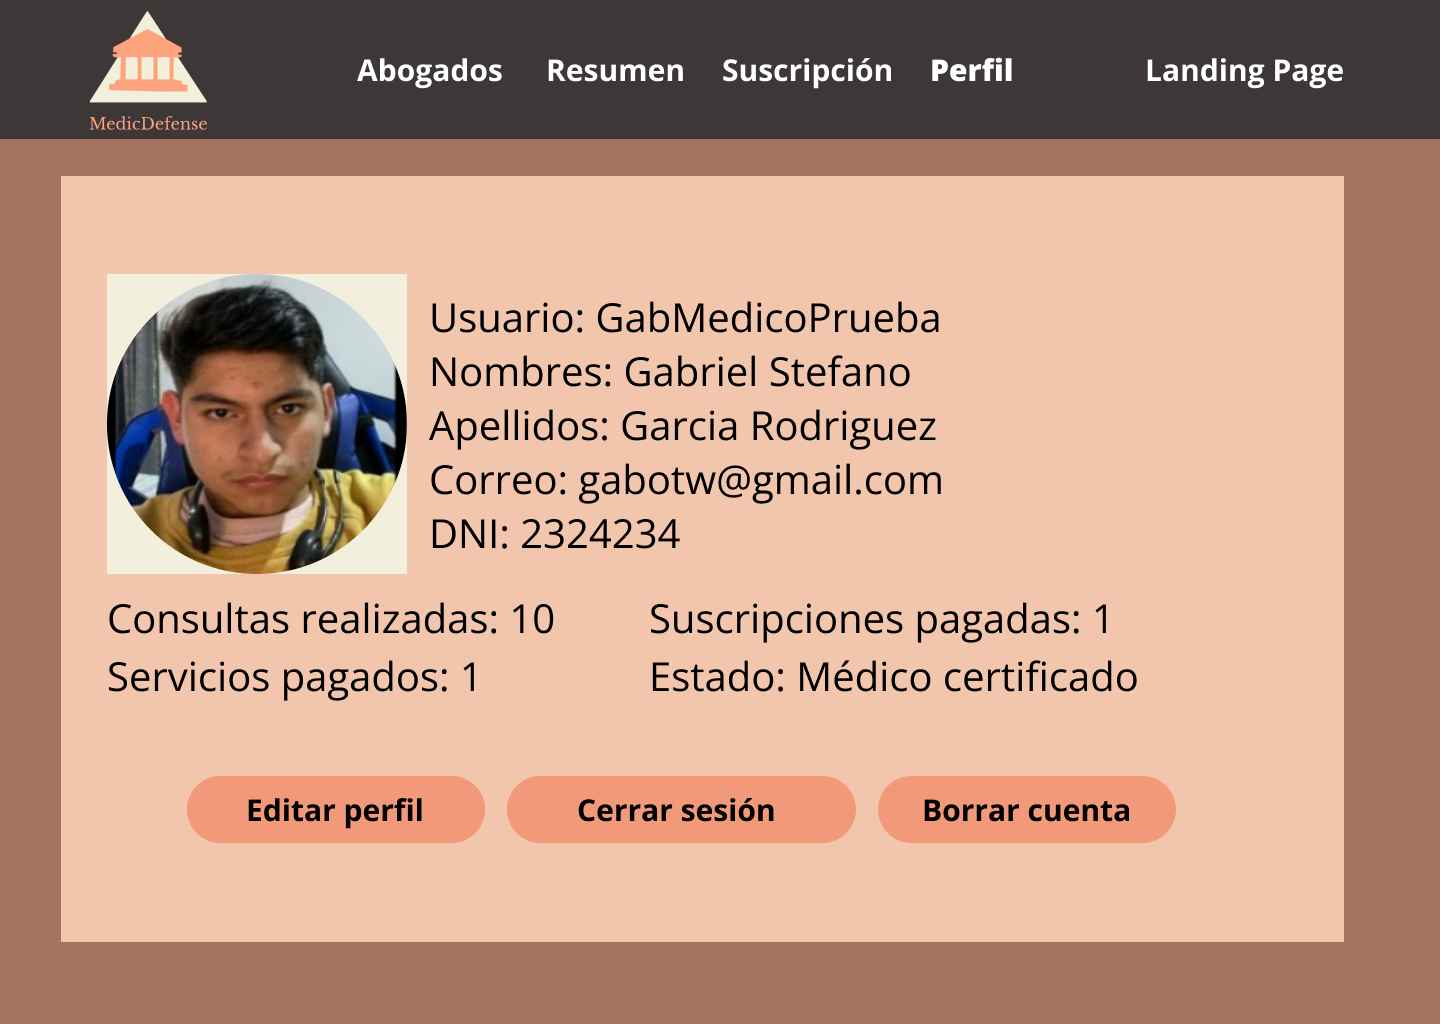 MedicDefense
Abogados
Resumen
Suscripción
Perfil
Landing Page
Usuario: GabMedicoPrueba
Nombres: Gabriel Stefano
Apellidos: Garcia Rodriguez
Correo: gabotw@gmail.com
DNI: 2324234
Consultas realizadas: 10
Suscripciones pagadas: 1
Servicios pagados: 1
Estado: Médico certificado
Editar perfil
Cerrar sesión
Borrar cuenta